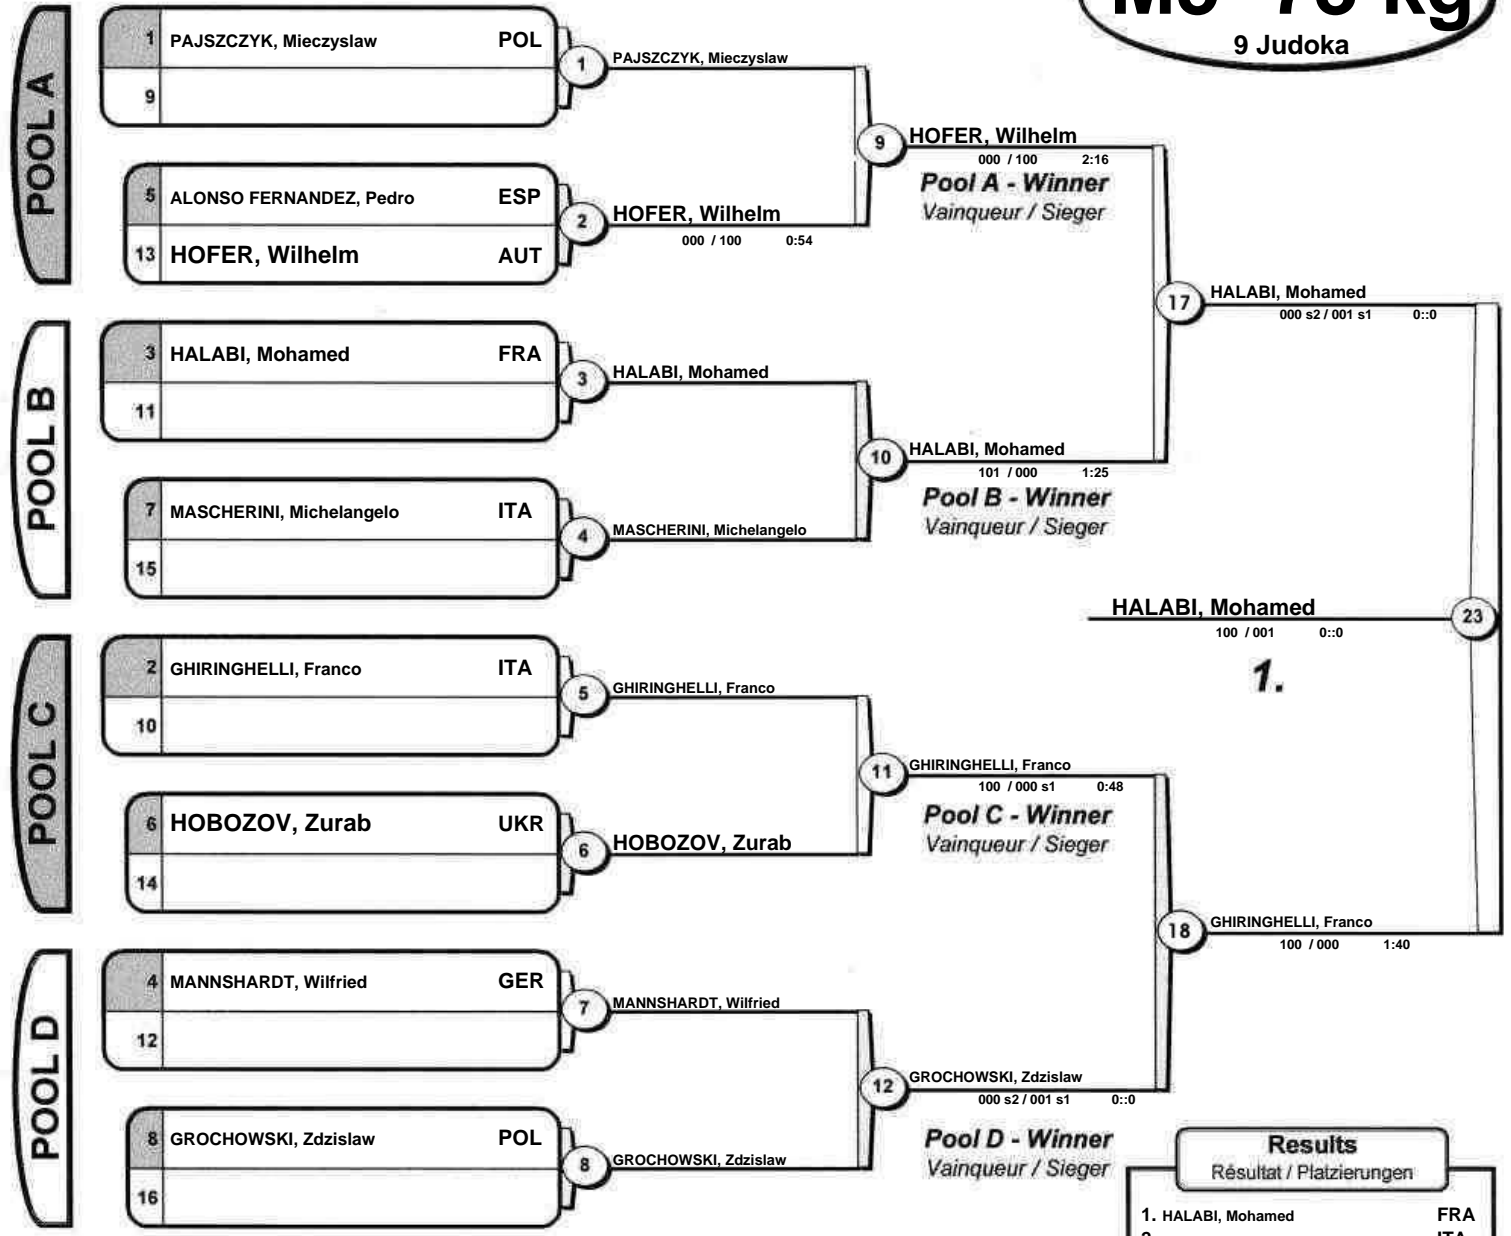 9 Judoka
POOL A
1 PAJSZCZYK, Mieczyslaw POL
9
1 PAJSZCZYK, Mieczyslaw
5 ALONSO FERNANDEZ, Pedro ESP
13 HOFER, Wilhelm AUT
2 HOFER, Wilhelm
000 / 100 0:54
9 HOFER, Wilhelm
000 / 100 2:16
Pool A - Winner
Vainqueur / Sieger
POOL B
3 HALABI, Mohamed FRA
11
3 HALABI, Mohamed
7 MASCHERINI, Michelangelo ITA
15
4 MASCHERINI, Michelangelo
10 HALABI, Mohamed
101 / 000 1:25
Pool B - Winner
Vainqueur / Sieger
17 HALABI, Mohamed
000 s2 / 001 s1 0::0
HALABI, Mohamed 23
100 / 001 0::0
1.
POOL C
2 GHIRINGHELLI, Franco ITA
10
5 GHIRINGHELLI, Franco
6 HOBOZOV, Zurab UKR
14
6 HOBOZOV, Zurab
11 GHIRINGHELLI, Franco
100 / 000 s1 0:48
Pool C - Winner
Vainqueur / Sieger
18 GHIRINGHELLI, Franco
100 / 000 1:40
POOL D
4 MANNSHARDT, Wilfried GER
12
7 MANNSHARDT, Wilfried
8 GROCHOWSKI, Zdzislaw POL
16
8 GROCHOWSKI, Zdzislaw
12 GROCHOWSKI, Zdzislaw
000 s2 / 001 s1 0::0
Pool D - Winner
Vainqueur / Sieger
Results
Résultat / Platzierungen
1. HALABI, Mohamed FRA